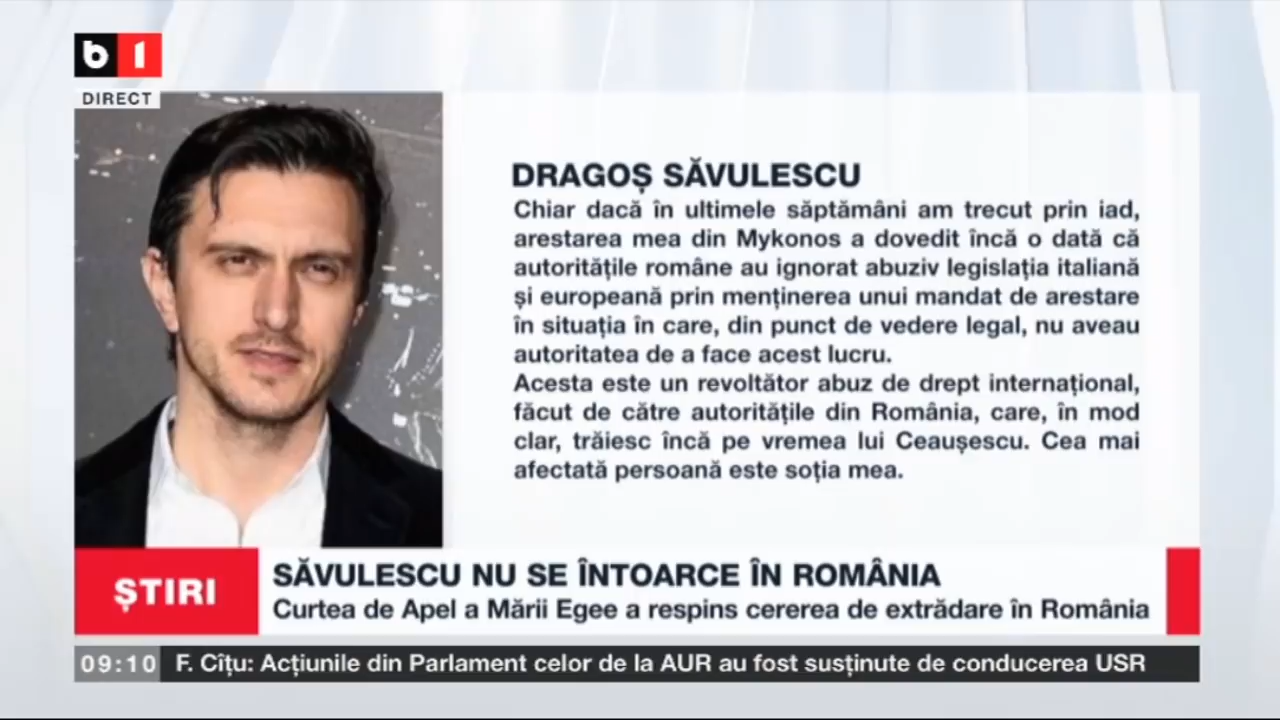 b 1
DIRECT
DRAGOȘ SĂVULESCU
Chiar dacă în ultimele săptămâni am trecut prin iad,
arestarea mea din Mykonos a dovedit încă o dată că
autoritățile române au ignorat abuziv legislația italiană
și europeană prin menținerea unui mandat de arestare
în situația în care, din punct de vedere legal, nu aveau
autoritatea de a face acest lucru.
Acesta este un revoltător abuz de drept internațional,
făcut de către autoritățile din România, care, în mod
clar, trăiesc încă pe vremea lui Ceaușescu. Cea mai
afectată persoană este soția mea.
ȘTIRI
SĂVULESCU NU SE ÎNTOARCE ÎN ROMÂNIA
Curtea de Apel a Mării Egee a respins cererea de extrădare în România
09:10 F. Cîțu: Acțiunile din Parlament celor de la AUR au fost susținute de conducerea USR